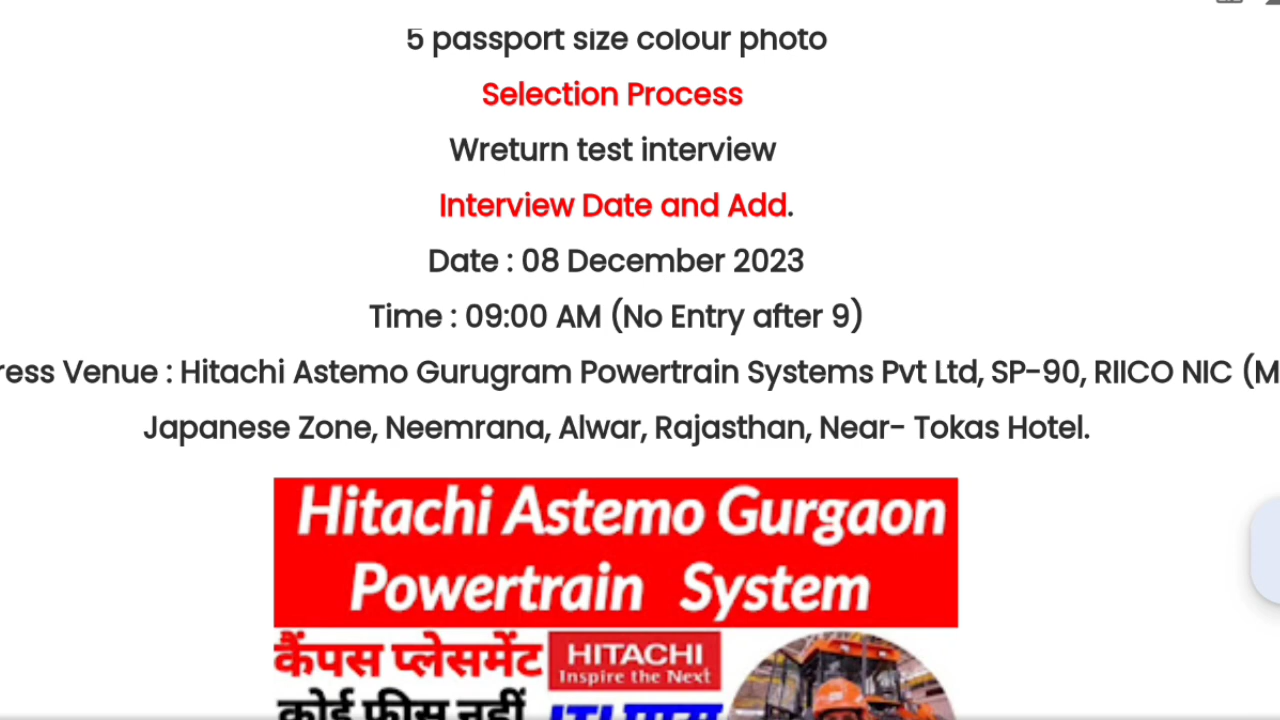 5 passport size colour photo
Selection Process
Wreturn test interview
Interview Date and Add.
Date : 08 December 2023
Time : 09:00 AM (No Entry after 9)
ress Venue : Hitachi Astemo Gurugram Powertrain Systems Pvt Ltd, SP-90, RIICO NIC (M
Japanese Zone, Neemrana, Alwar, Rajasthan, Near- Tokas Hotel.
Hitachi Astemo Gurgaon
Powertrain System
कैंपस प्लेसमेंट
HITACHI
Inspire the Next
कोई फीस नहीं
ITI पास